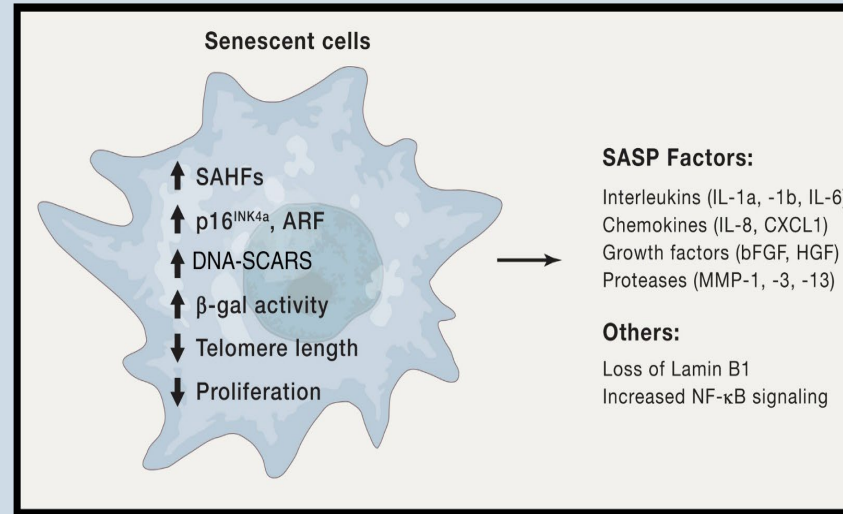 Senescent cells
SAHFs
p16INK4a, ARF
DNA-SCARS
β-gal activity
Telomere length
Proliferation
SASP Factors:
Interleukins (IL-1a, -1b, IL-6)
Chemokines (IL-8, CXCL1)
Growth factors (bFGF, HGF)
Proteases (MMP-1, -3, -13)
Others:
Loss of Lamin B1
Increased NF-κB signaling